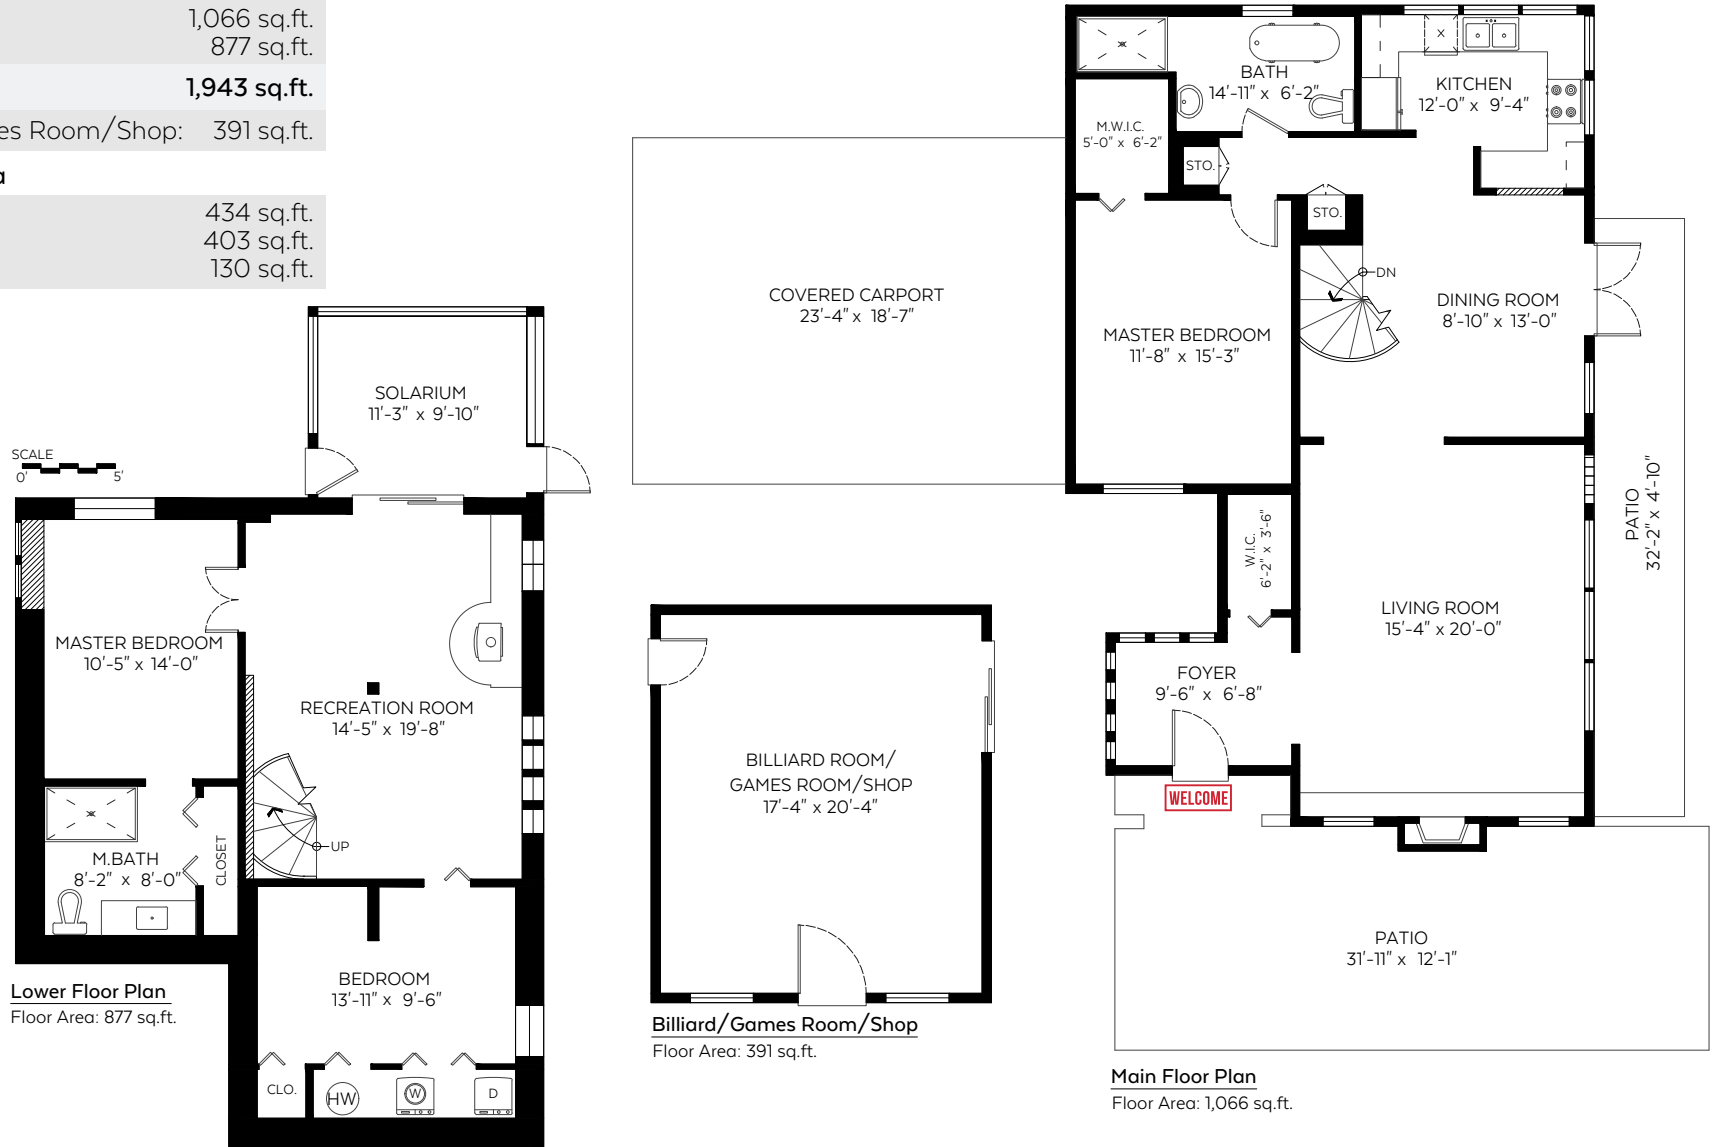 1,066 sq.ft.
877 sq.ft.
1,943 sq.ft.
Room/Shop: 391 sq.ft.
434 sq.ft.
403 sq.ft.
130 sq.ft.
SCALE
0' 5'
SOLARIUM
11'-3" x 9'-10"
MASTER BEDROOM
10'-5" x 14'-0"
RECREATION ROOM
14'-5" x 19'-8"
UP
M.BATH
8'-2" x 8'-0"
CLOSET
BEDROOM
13'-11" x 9'-6"
CLO.
HW
W
D
Lower Floor Plan
Floor Area: 877 sq.ft.
BILLIARD ROOM/
GAMES ROOM/SHOP
17'-4" x 20'-4"
Billiard/Games Room/Shop
Floor Area: 391 sq.ft.
COVERED CARPORT
23'-4" x 18'-7"
BATH
14'-11" x 6'-2"
X
KITCHEN
12'-0" x 9'-4"
M.W.I.C.
5'-0" x 6'-2"
STO.
STO.
DN
DINING ROOM
8'-10" x 13'-0"
MASTER BEDROOM
11'-8" x 15'-3"
W.I.C.
6'-2" x 3'-6"
PATIO
32'-2" x 4'-10"
LIVING ROOM
15'-4" x 20'-0"
FOYER
9'-6" x 6'-8"
WELCOME
PATIO
31'-11" x 12'-1"
Main Floor Plan
Floor Area: 1,066 sq.ft.